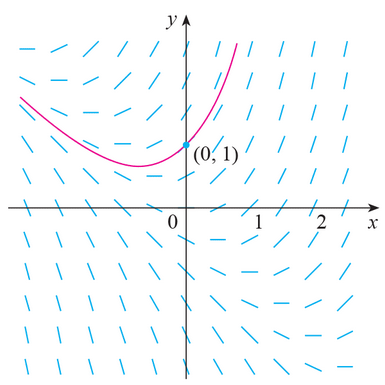 y
(0, 1)
0 1 2 x